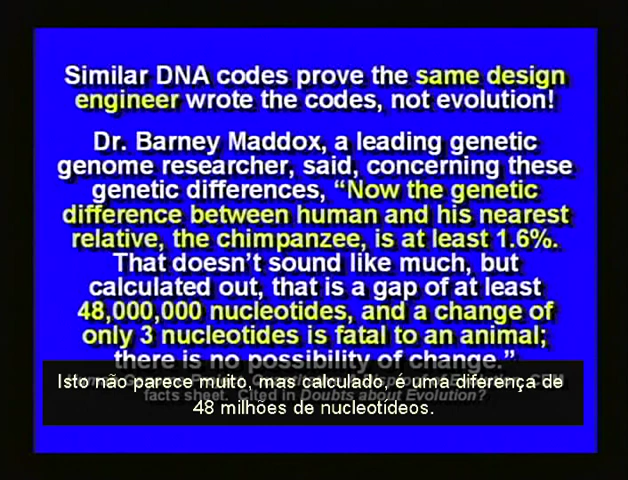 Similar DNA codes prove the same design
engineer wrote the codes, not evolution!
Dr. Barney Maddox, a leading genetic
genome researcher, said, concerning these
genetic differences, “Now the genetic
difference between human and his nearest
relative, the chimpanzee, is at least 1.6%.
That doesn't sound like much, but
calculated out, that is a gap of at least
48,000,000 nucleotides, and a change of
only 3 nucleotides is fatal to an animal;
there is no possibility of change.”
facts sheet. Cited in Doubts about Evolution?
Isto não parece muito, mas calculado, é uma diferença de
48 milhões de nucleotídeos.